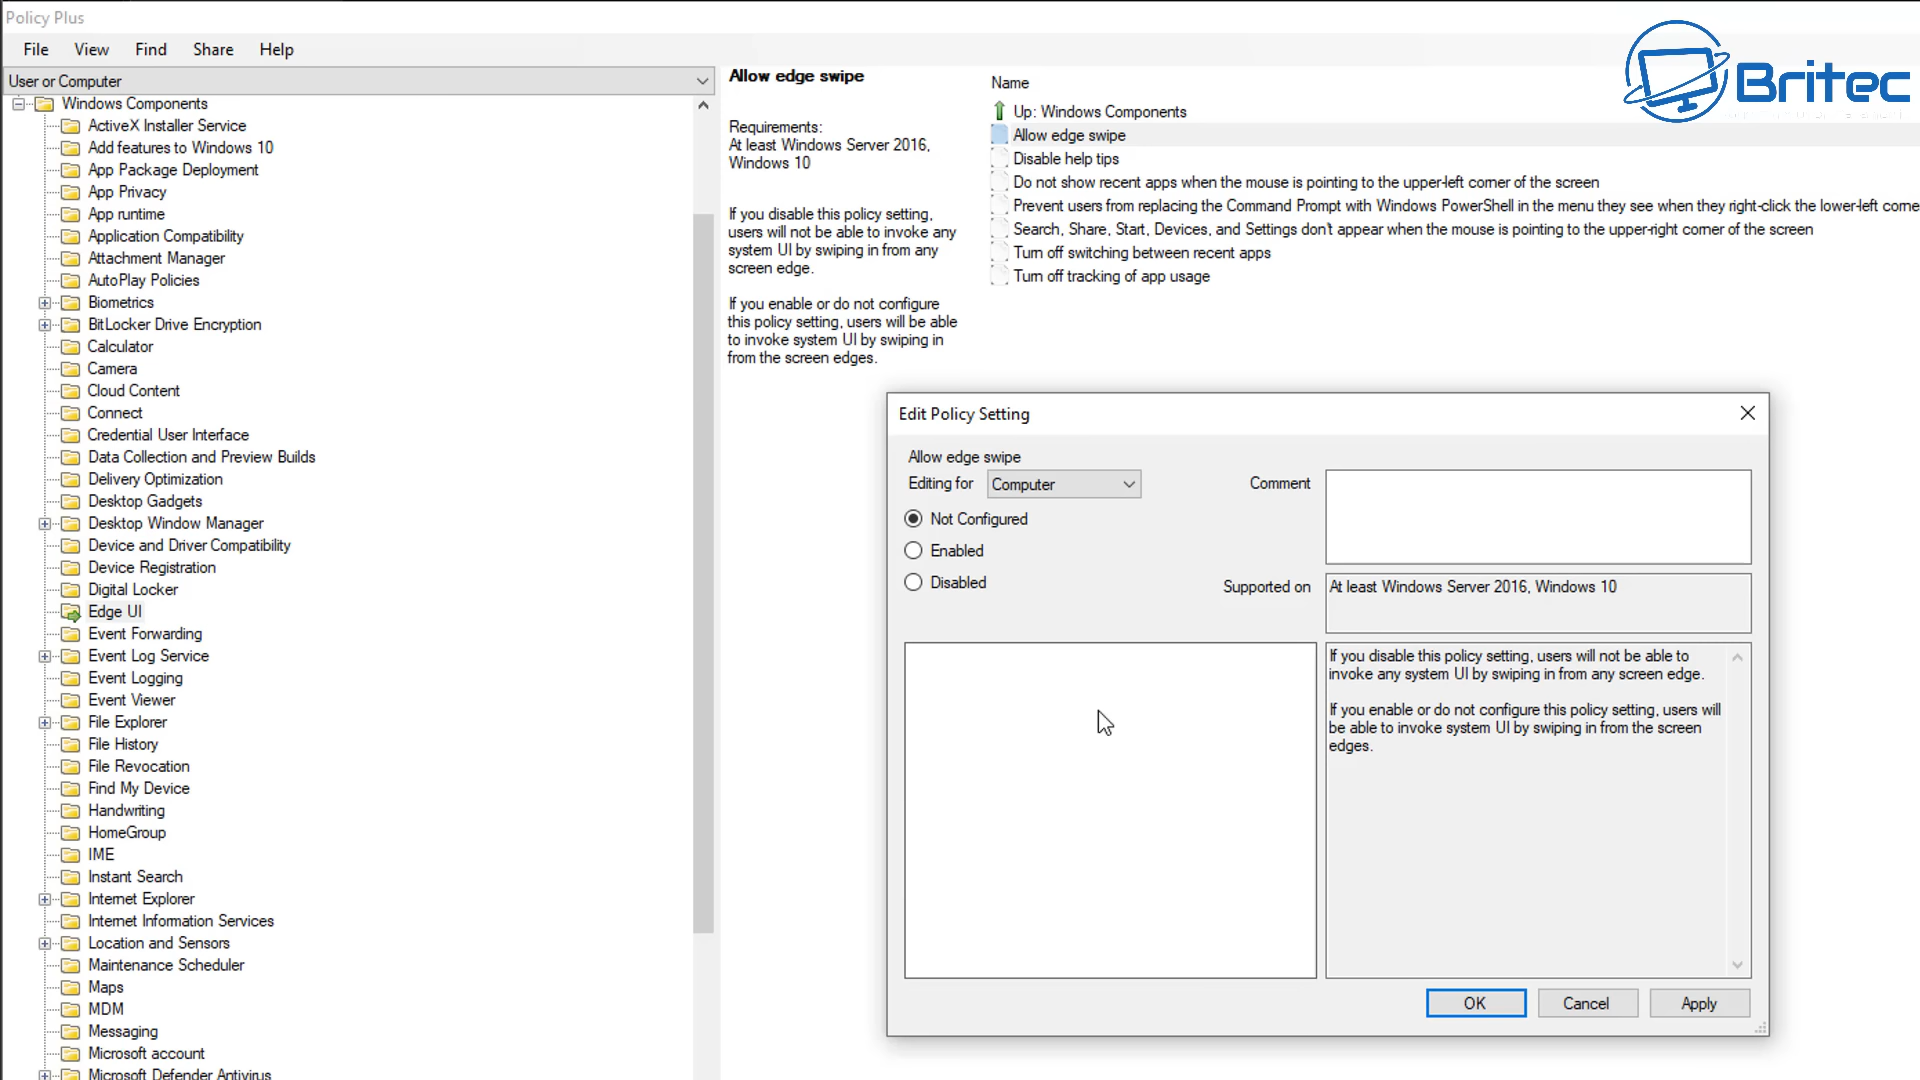 Policy Plus
File View Find Share Help
User or Computer
Windows Components
ActiveX Installer Service
Add features to Windows 10
App Package Deployment
App Privacy
App runtime
Application Compatibility
Attachment Manager
AutoPlay Policies
Biometrics
BitLocker Drive Encryption
Calculator
Camera
Cloud Content
Connect
Credential User Interface
Data Collection and Preview Builds
Delivery Optimization
Desktop Gadgets
Desktop Window Manager
Device and Driver Compatibility
Device Registration
Digital Locker
Edge UI
Event Forwarding
Event Log Service
Event Logging
Event Viewer
File Explorer
File History
File Revocation
Find My Device
Handwriting
HomeGroup
IME
Instant Search
Internet Explorer
Internet Information Services
Location and Sensors
Maintenance Scheduler
Maps
MDM
Messaging
Microsoft account
Microsoft Defender Antivirus
Allow edge swipe
Requirements:
At least Windows Server 2016,
Windows 10
If you disable this policy setting,
users will not be able to invoke any
system UI by swiping in from any
screen edge.
If you enable or do not configure
this policy setting, users will be able
to invoke system UI by swiping in
from the screen edges.
Name
Up: Windows Components
Allow edge swipe
Disable help tips
Do not show recent apps when the mouse is pointing to the upper-left corner of the screen
Prevent users from replacing the Command Prompt with Windows PowerShell in the menu they see when they right-click the lower-left corne
Search, Share, Start, Devices, and Settings don't appear when the mouse is pointing to the upper-right corner of the screen
Turn off switching between recent apps
Turn off tracking of app usage
Britec
Edit Policy Setting
Allow edge swipe
Editing for Computer
Comment
Not Configured
Enabled
Disabled
Supported on
At least Windows Server 2016, Windows 10
If you disable this policy setting, users will not be able to
invoke any system UI by swiping in from any screen edge.
If you enable or do not configure this policy setting, users will
be able to invoke system UI by swiping in from the screen
edges.
OK Cancel Apply